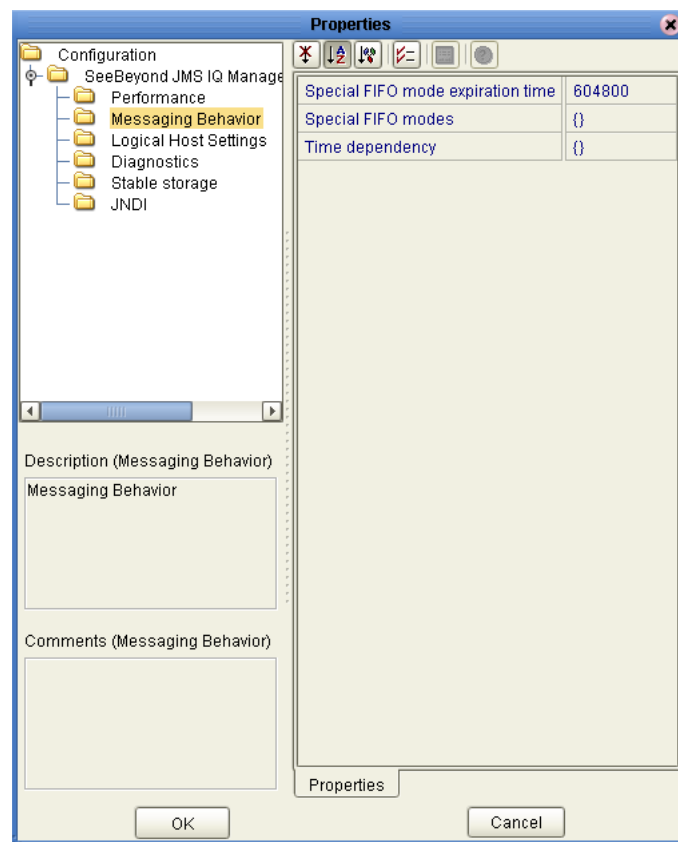 Properties
Configuration
SeeBeyond JMS IQ Manage
Performance
Messaging Behavior
Logical Host Settings
Diagnostics
Stable storage
JNDI
Special FIFO mode expiration time 604800
Special FIFO modes {}
Time dependency {}
Description (Messaging Behavior)
Messaging Behavior
Comments (Messaging Behavior)
Properties
OK
Cancel